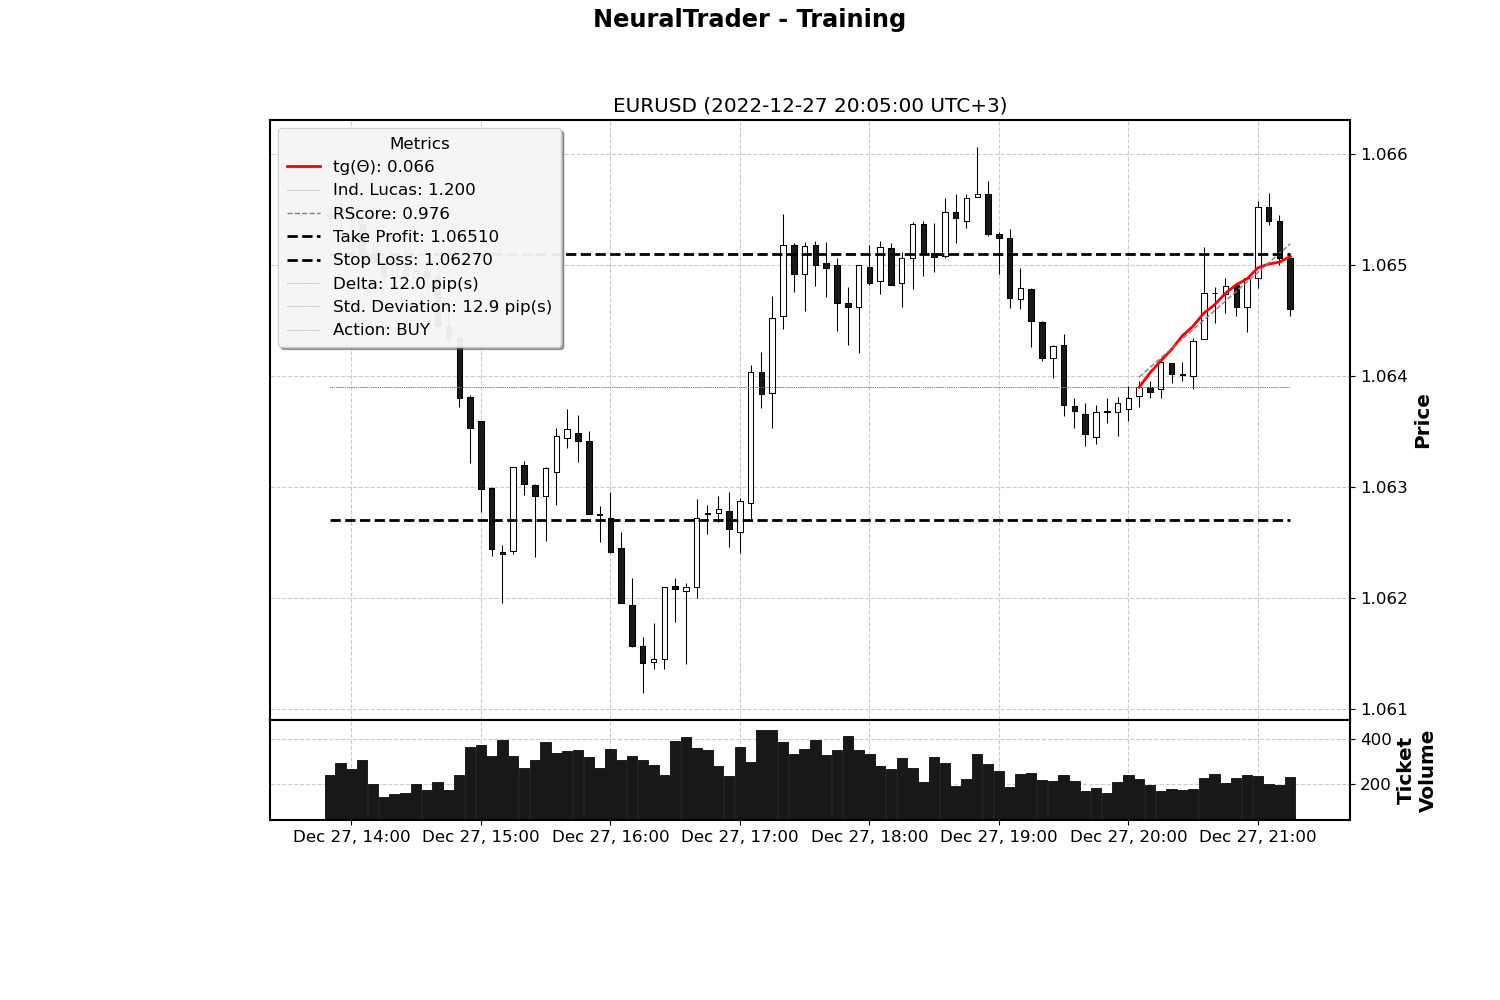 NeuralTrader - Training
EURUSD (2022-12-27 20:05:00 UTC+3)
Metrics
tg(Θ): 0.066
Ind. Lucas: 1.200
RScore: 0.976
Take Profit: 1.06510
Stop Loss: 1.06270
Delta: 12.0 pip(s)
Std. Deviation: 12.9 pip(s)
Action: BUY
1.066
1.065
1.064
1.063
1.062
1.061
Price
400
200
Ticket
Volume
Dec 27, 14:00 Dec 27, 15:00 Dec 27, 16:00 Dec 27, 17:00 Dec 27, 18:00 Dec 27, 19:00 Dec 27, 20:00 Dec 27, 21:00